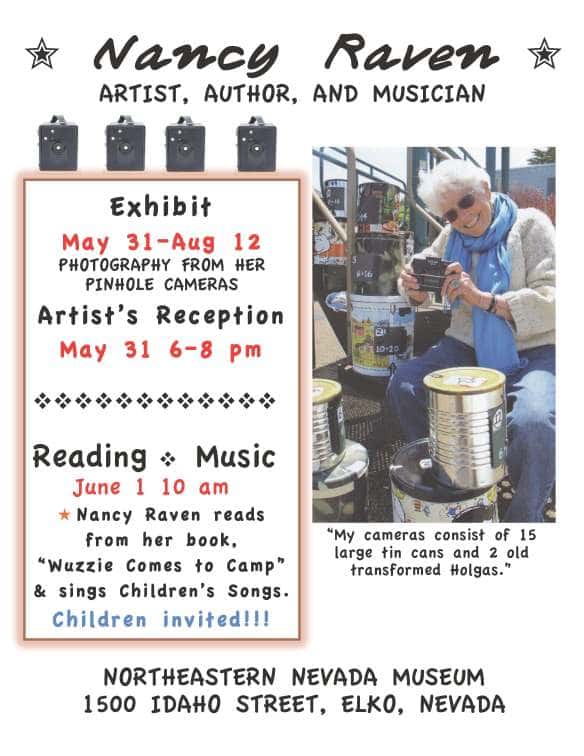 Nancy Raven
ARTIST, AUTHOR, AND MUSICIAN
Exhibit
May 31-Aug 12
PHOTOGRAPHY FROM HER
PINHOLE CAMERAS
Artist's Reception
May 31 6-8 pm
Reading ❖ Music
June 1 10 am
★ Nancy Raven reads
from her book,
"Wuzzie Comes to Camp"
& sings Children's Songs.
Children invited!!!
"My cameras consist of 15
large tin cans and 2 old
transformed Holgas."
NORTHEASTERN NEVADA MUSEUM
1500 IDAHO STREET, ELKO, NEVADA